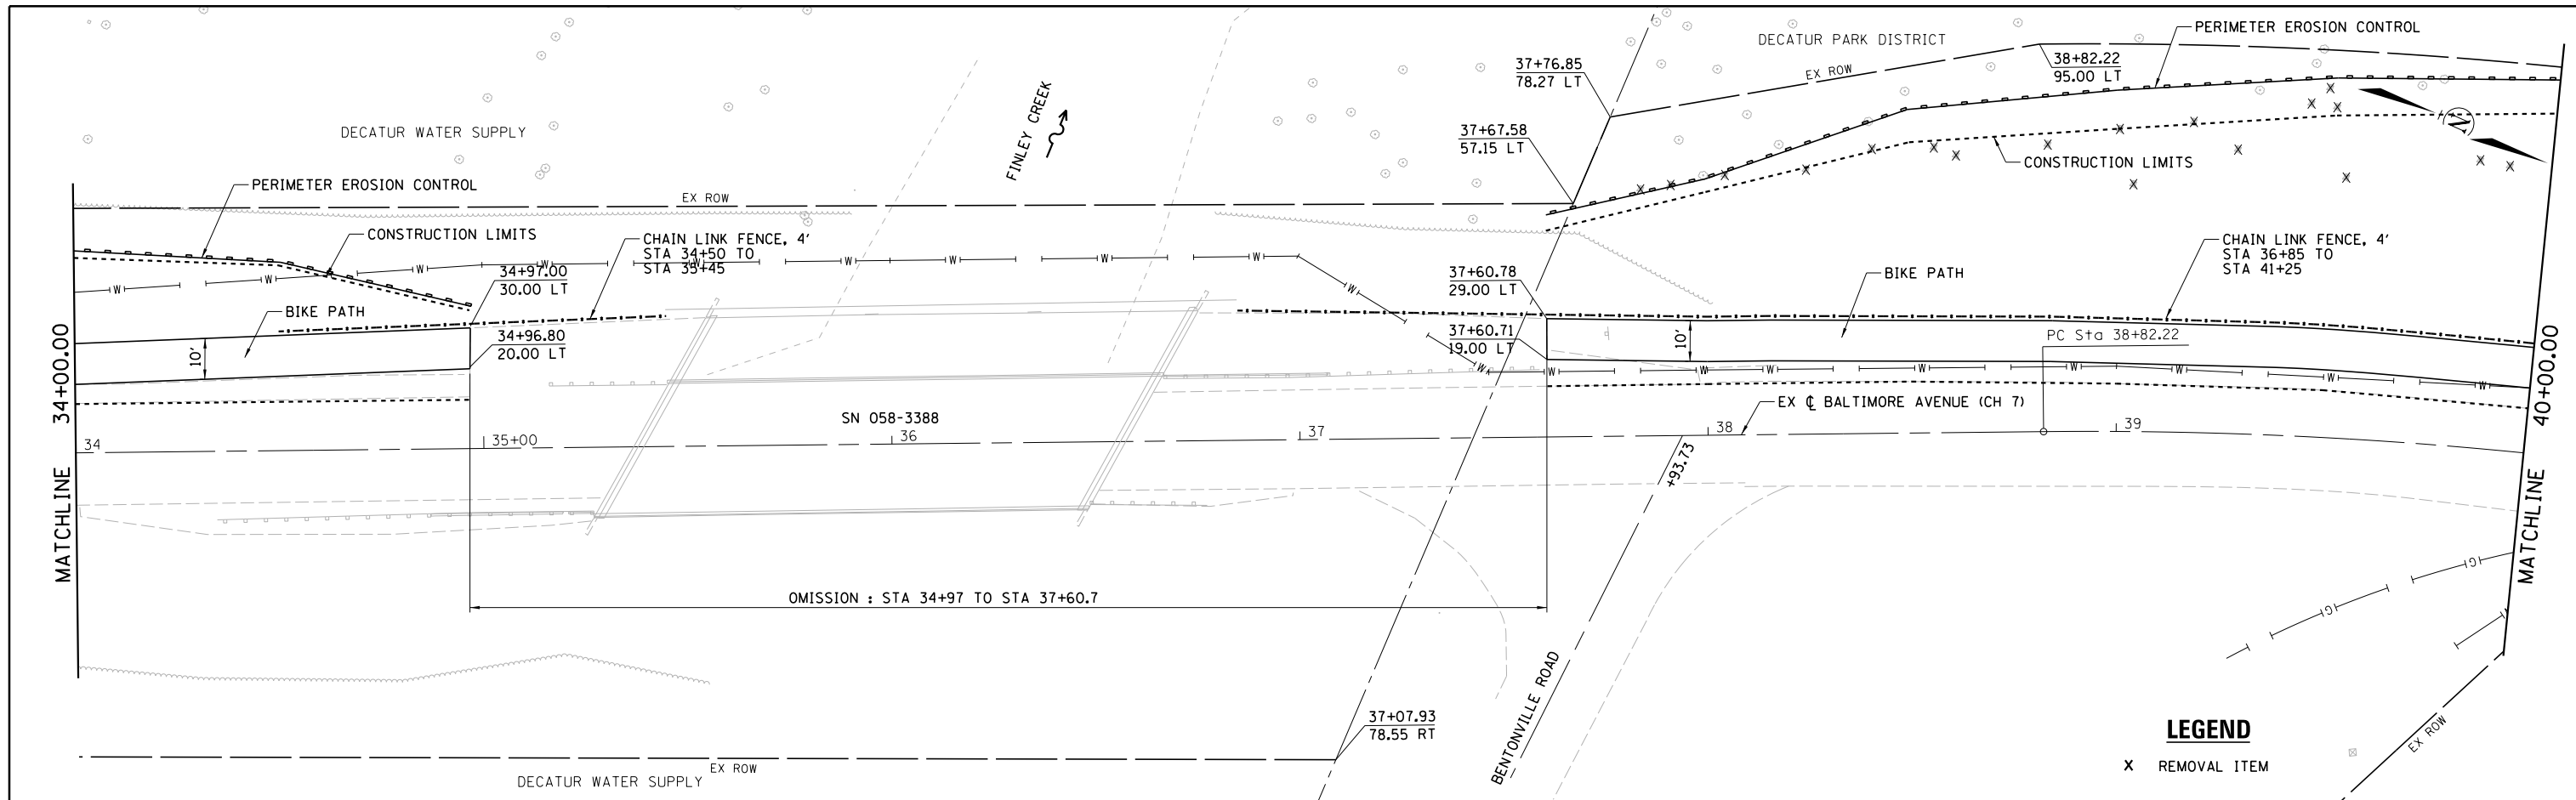 PERIMETER EROSION CONTROL
DECATUR PARK DISTRICT
37+76.85
78.27 LT
EX ROW
38+82.22
95.00 LT
DECATUR WATER SUPPLY
FINLEY CREEK
37+67.58
57.15 LT
N
CONSTRUCTION LIMITS
PERIMETER EROSION CONTROL
EX ROW
CONSTRUCTION LIMITS
CHAIN LINK FENCE, 4'
STA 34+50 TO
STA 35+45
34+97.00
30.00 LT
37+60.78
29.00 LT
BIKE PATH
CHAIN LINK FENCE, 4'
STA 36+85 TO
STA 41+25
BIKE PATH
10'
34+96.80
20.00 LT
37+60.71
19.00 LT
10'
PC Sta 38+82.22
MATCHLINE 34+00.00
MATCHLINE 40+00.00
SN 058-3388
EX ℄ BALTIMORE AVENUE (CH 7)
34
35+00
36
37
38
39
+93.73
W W W W W W W W W W W W W W W W W W W W
G G
OMISSION : STA 34+97 TO STA 37+60.7
BENTONVILLE ROAD
37+07.93
78.55 RT
EX ROW
DECATUR WATER SUPPLY
EX ROW
LEGEND
X REMOVAL ITEM